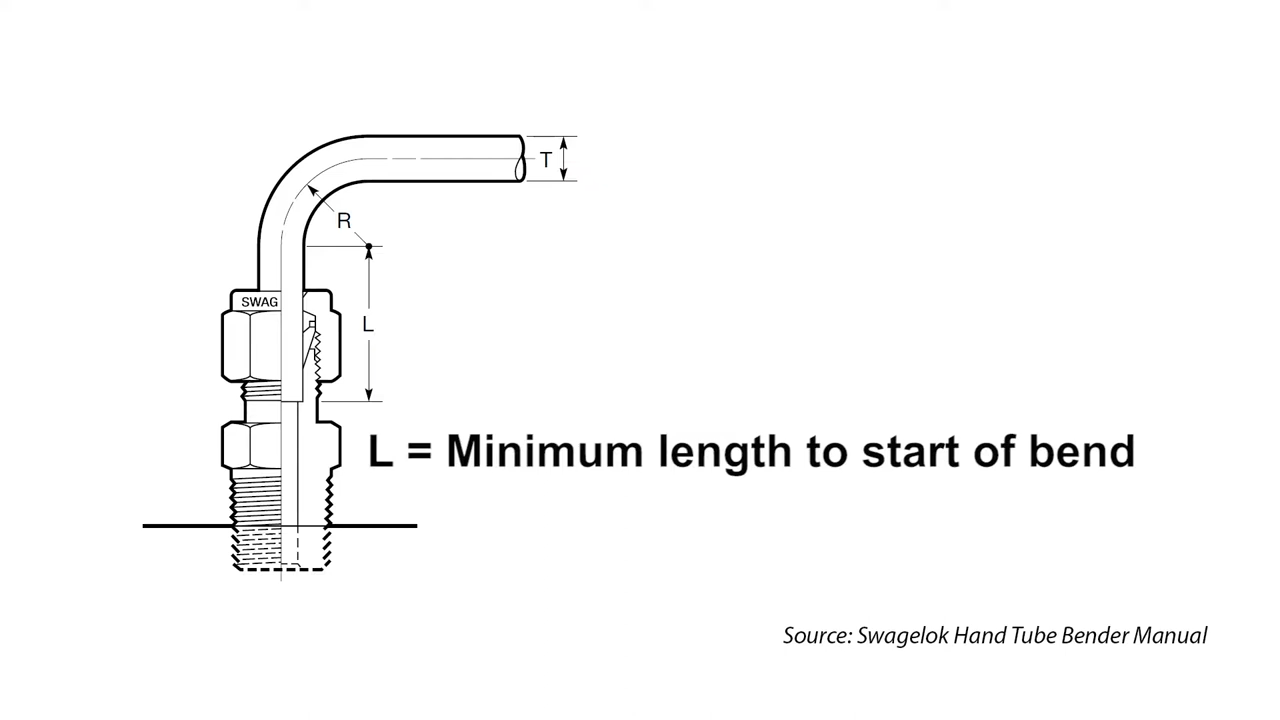 T
R
SWAG
L
L = Minimum length to start of bend
Source: Swagelok Hand Tube Bender Manual